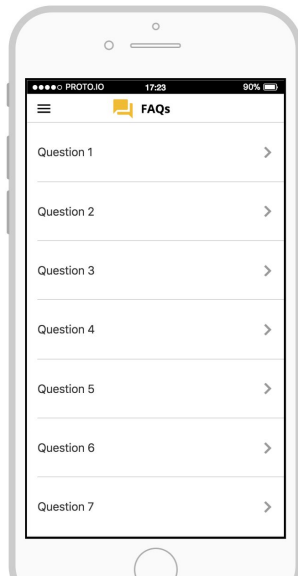 PROTO.IO 17:23 90%
FAQs
Question 1
Question 2
Question 3
Question 4
Question 5
Question 6
Question 7